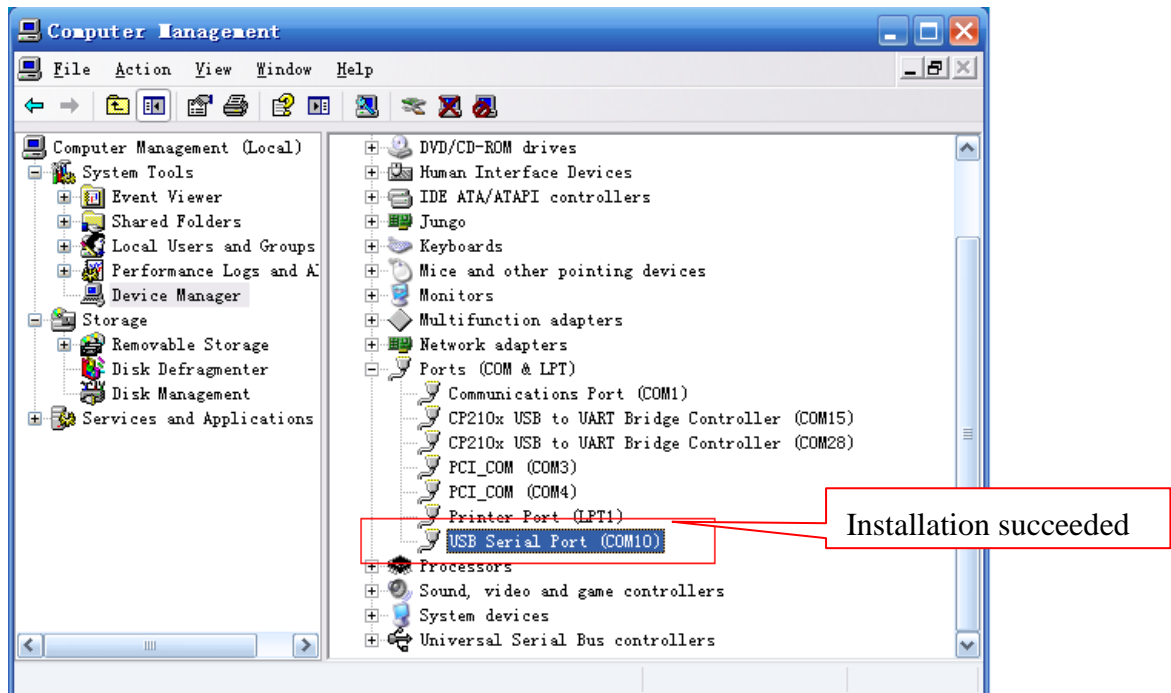 Computer Management
File Action View Window Help
Computer Management (Local)
System Tools
Event Viewer
Shared Folders
Local Users and Groups
Performance Logs and A
Device Manager
Storage
Removable Storage
Disk Defragmenter
Disk Management
Services and Applications
DVD/CD-ROM drives
Human Interface Devices
IDE ATA/ATAPI controllers
Jungo
Keyboards
Mice and other pointing devices
Monitors
Multifunction adapters
Network adapters
Ports (COM & LPT)
Communications Port (COM1)
CP210x USB to UART Bridge Controller (COM15)
CP210x USB to UART Bridge Controller (COM28)
PCI_COM (COM3)
PCI_COM (COM4)
Printer Port (LPT1)
USB Serial Port (COM10)
Processors
Sound, video and game controllers
System devices
Universal Serial Bus controllers
Installation succeeded